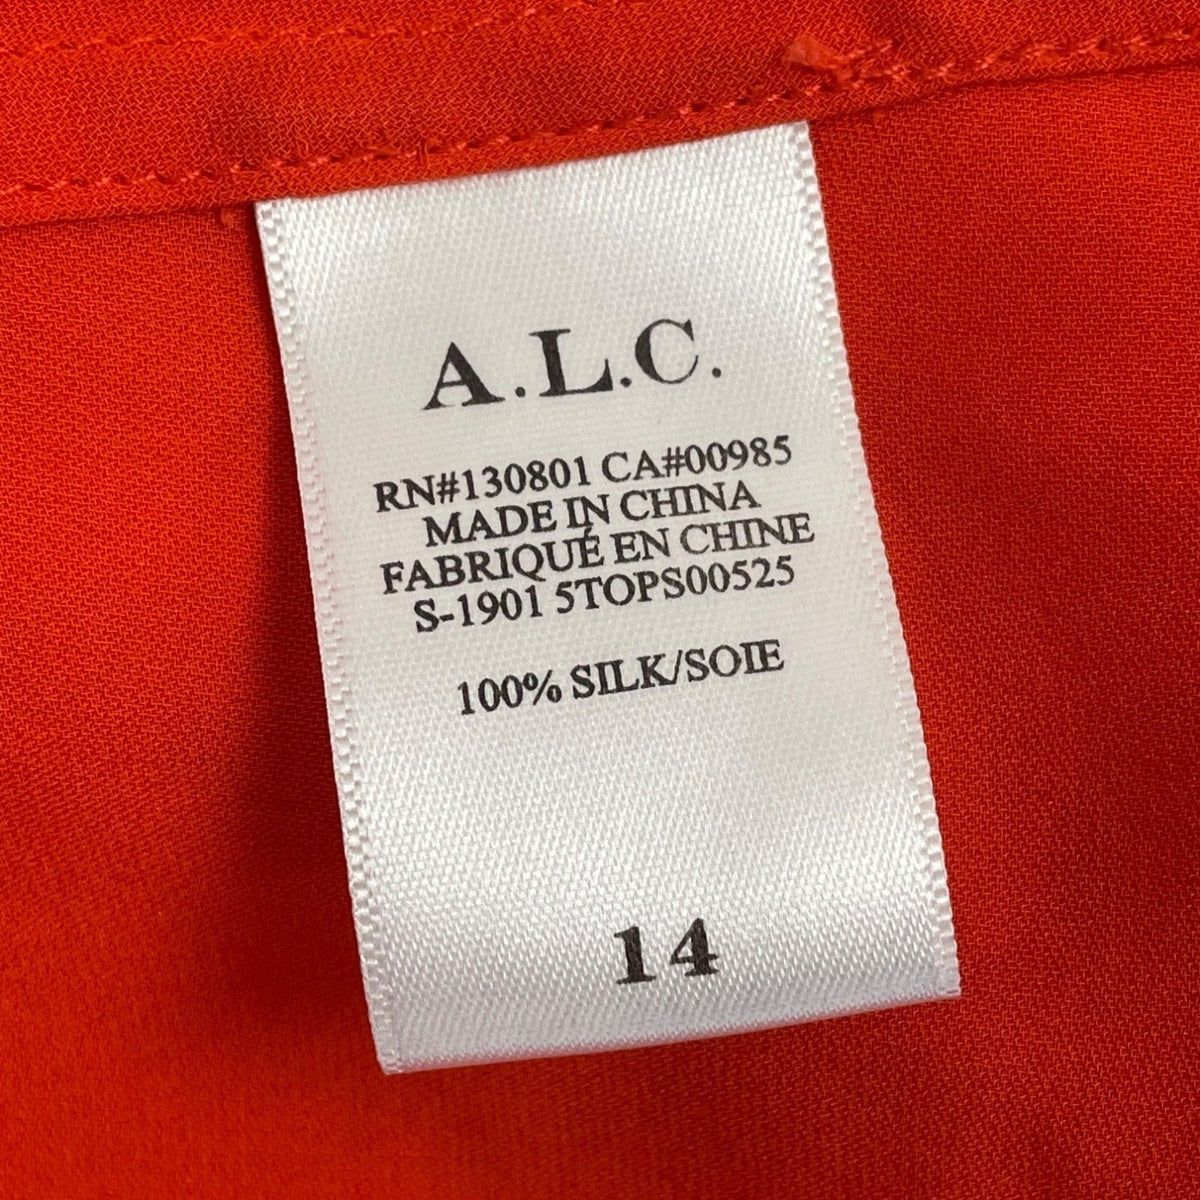 A.L.C.
RN#130801 CA#00985
MADE IN CHINA
FABRIQUÉ EN CHINE
S-1901 5TOPS00525
100% SILK/SOIE
14